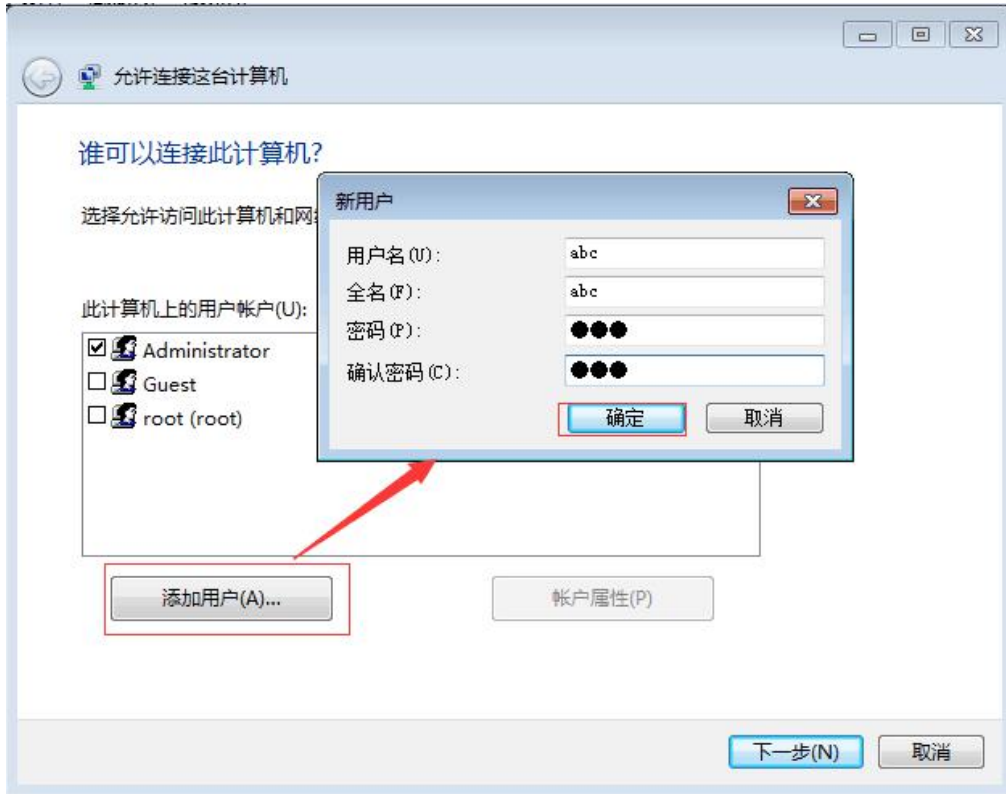 允许连接这台计算机
谁可以连接此计算机?
选择允许访问此计算机和网
此计算机上的用户帐户(U):
Administrator
Guest
root (root)
新用户
用户名(U): abc
全名(F): abc
密码(P): ●●●
确认密码(C): ●●●
确定 取消
添加用户(A)... 帐户属性(P)
下一步(N) 取消